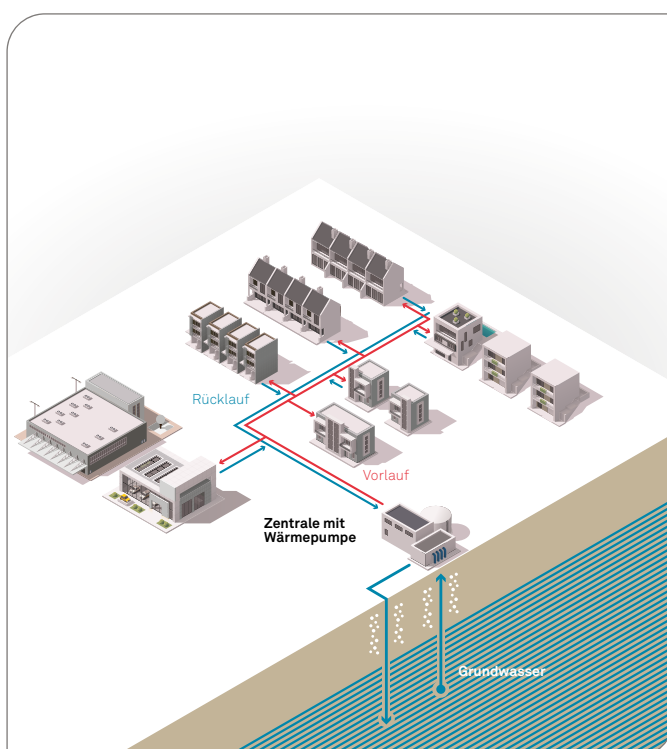 Rücklauf
Vorlauf
Zentrale mit
Wärmepumpe
Grundwasser